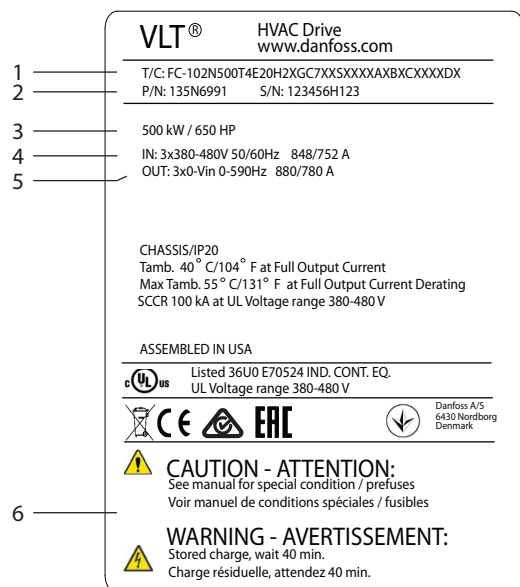 VLT® HVAC Drive
www.danfoss.com
1 T/C: FC-102N500T4E20H2XGC7XXSXXXXAXBXCXXXXDX
2 P/N: 135N6991 S/N: 123456H123
3 500 kW / 650 HP
4 IN: 3x380-480V 50/60Hz 848/752 A
5 OUT: 3x0-Vin 0-590Hz 880/780 A
CHASSIS/IP20
Tamb. 40° C/104° F at Full Output Current
Max Tamb. 55° C/131° F at Full Output Current Derating
SCCR 100 kA at UL Voltage range 380-480 V
ASSEMBLED IN USA
c UL us Listed 36U0 E70524 IND. CONT. EQ.
UL Voltage range 380-480 V
CE EAC
Danfoss A/S
6430 Nordborg
Denmark
CAUTION - ATTENTION:
See manual for special condition / prefuses
Voir manuel de conditions spéciales / fusibles
6
WARNING - AVERTISSEMENT:
Stored charge, wait 40 min.
Charge résiduelle, attendez 40 min.